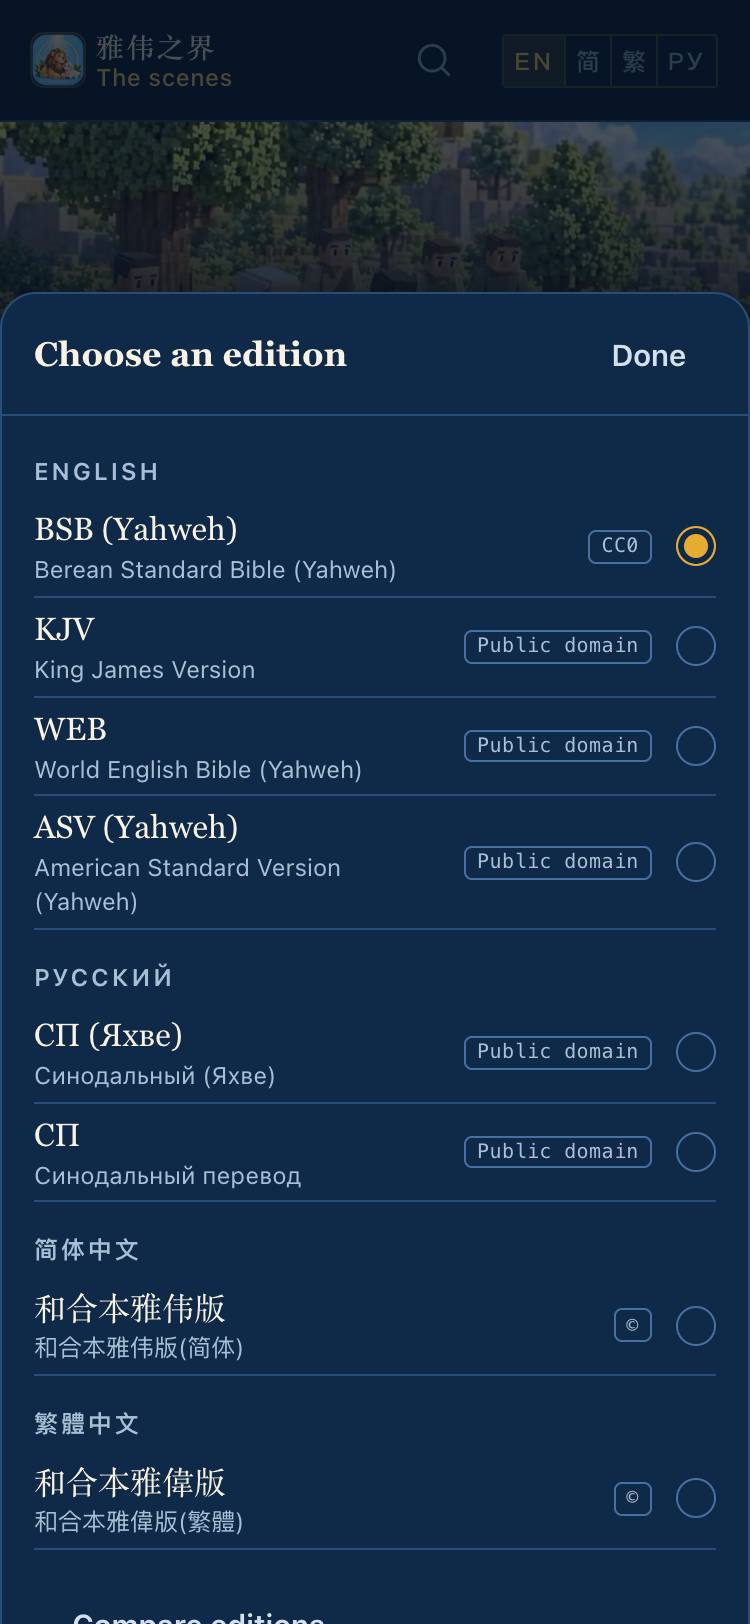 雅伟之界
The scenes
EN 简 繁 РУ
Choose an edition
Done
ENGLISH
BSB (Yahweh)
Berean Standard Bible (Yahweh)
CC0
KJV
King James Version
Public domain
WEB
World English Bible (Yahweh)
Public domain
ASV (Yahweh)
American Standard Version
(Yahweh)
Public domain
РУССКИЙ
СП (Яхве)
Синодальный (Яхве)
Public domain
СП
Синодальный перевод
Public domain
简体中文
和合本雅伟版
和合本雅伟版(简体)
©
繁體中文
和合本雅偉版
和合本雅偉版(繁體)
©
Compare editions